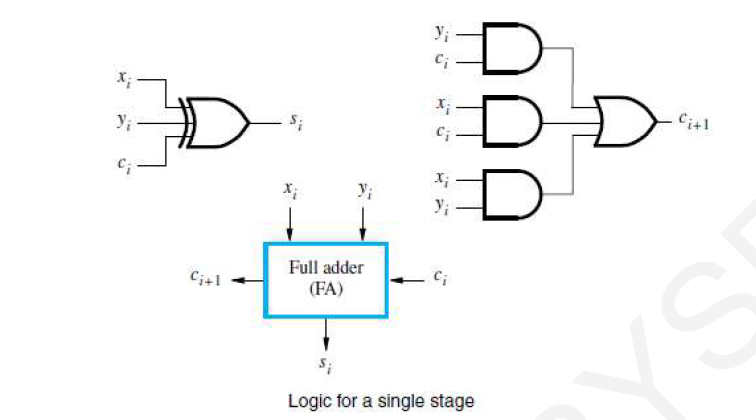 x_i
y_i
c_i
s_i
y_i
c_i
x_i
c_i
x_i
y_i
c_{i+1}
x_i
y_i
c_{i+1}
Full adder
(FA)
c_i
s_i
Logic for a single stage